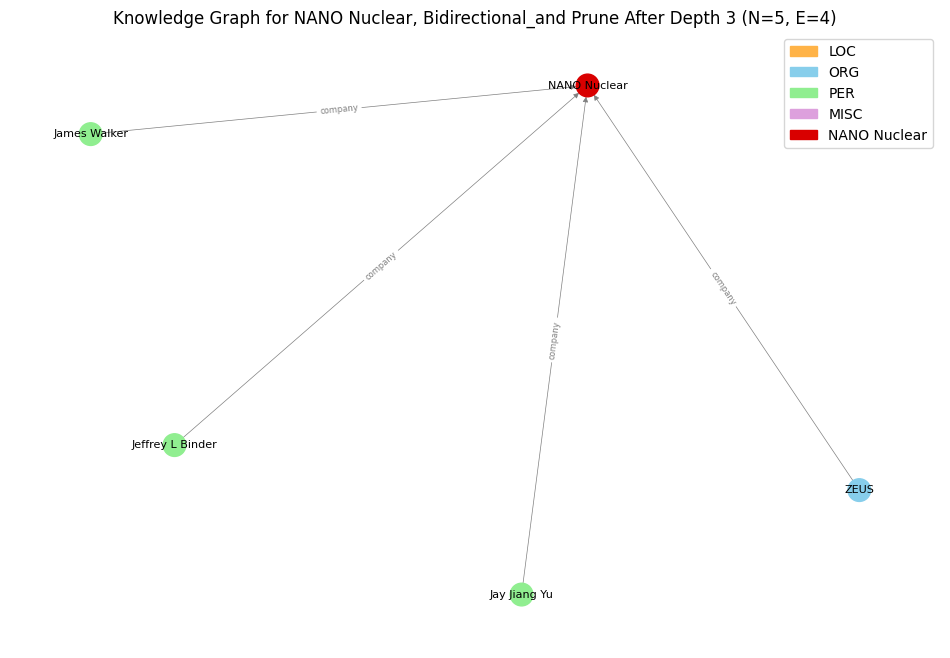 Knowledge Graph for NANO Nuclear, Bidirectional_and Prune After Depth 3 (N=5, E=4)
LOC
ORG
PER
MISC
NANO Nuclear
NANO Nuclear
company
James Walker
company
company
company
Jeffrey L Binder
ZEUS
Jay Jiang Yu